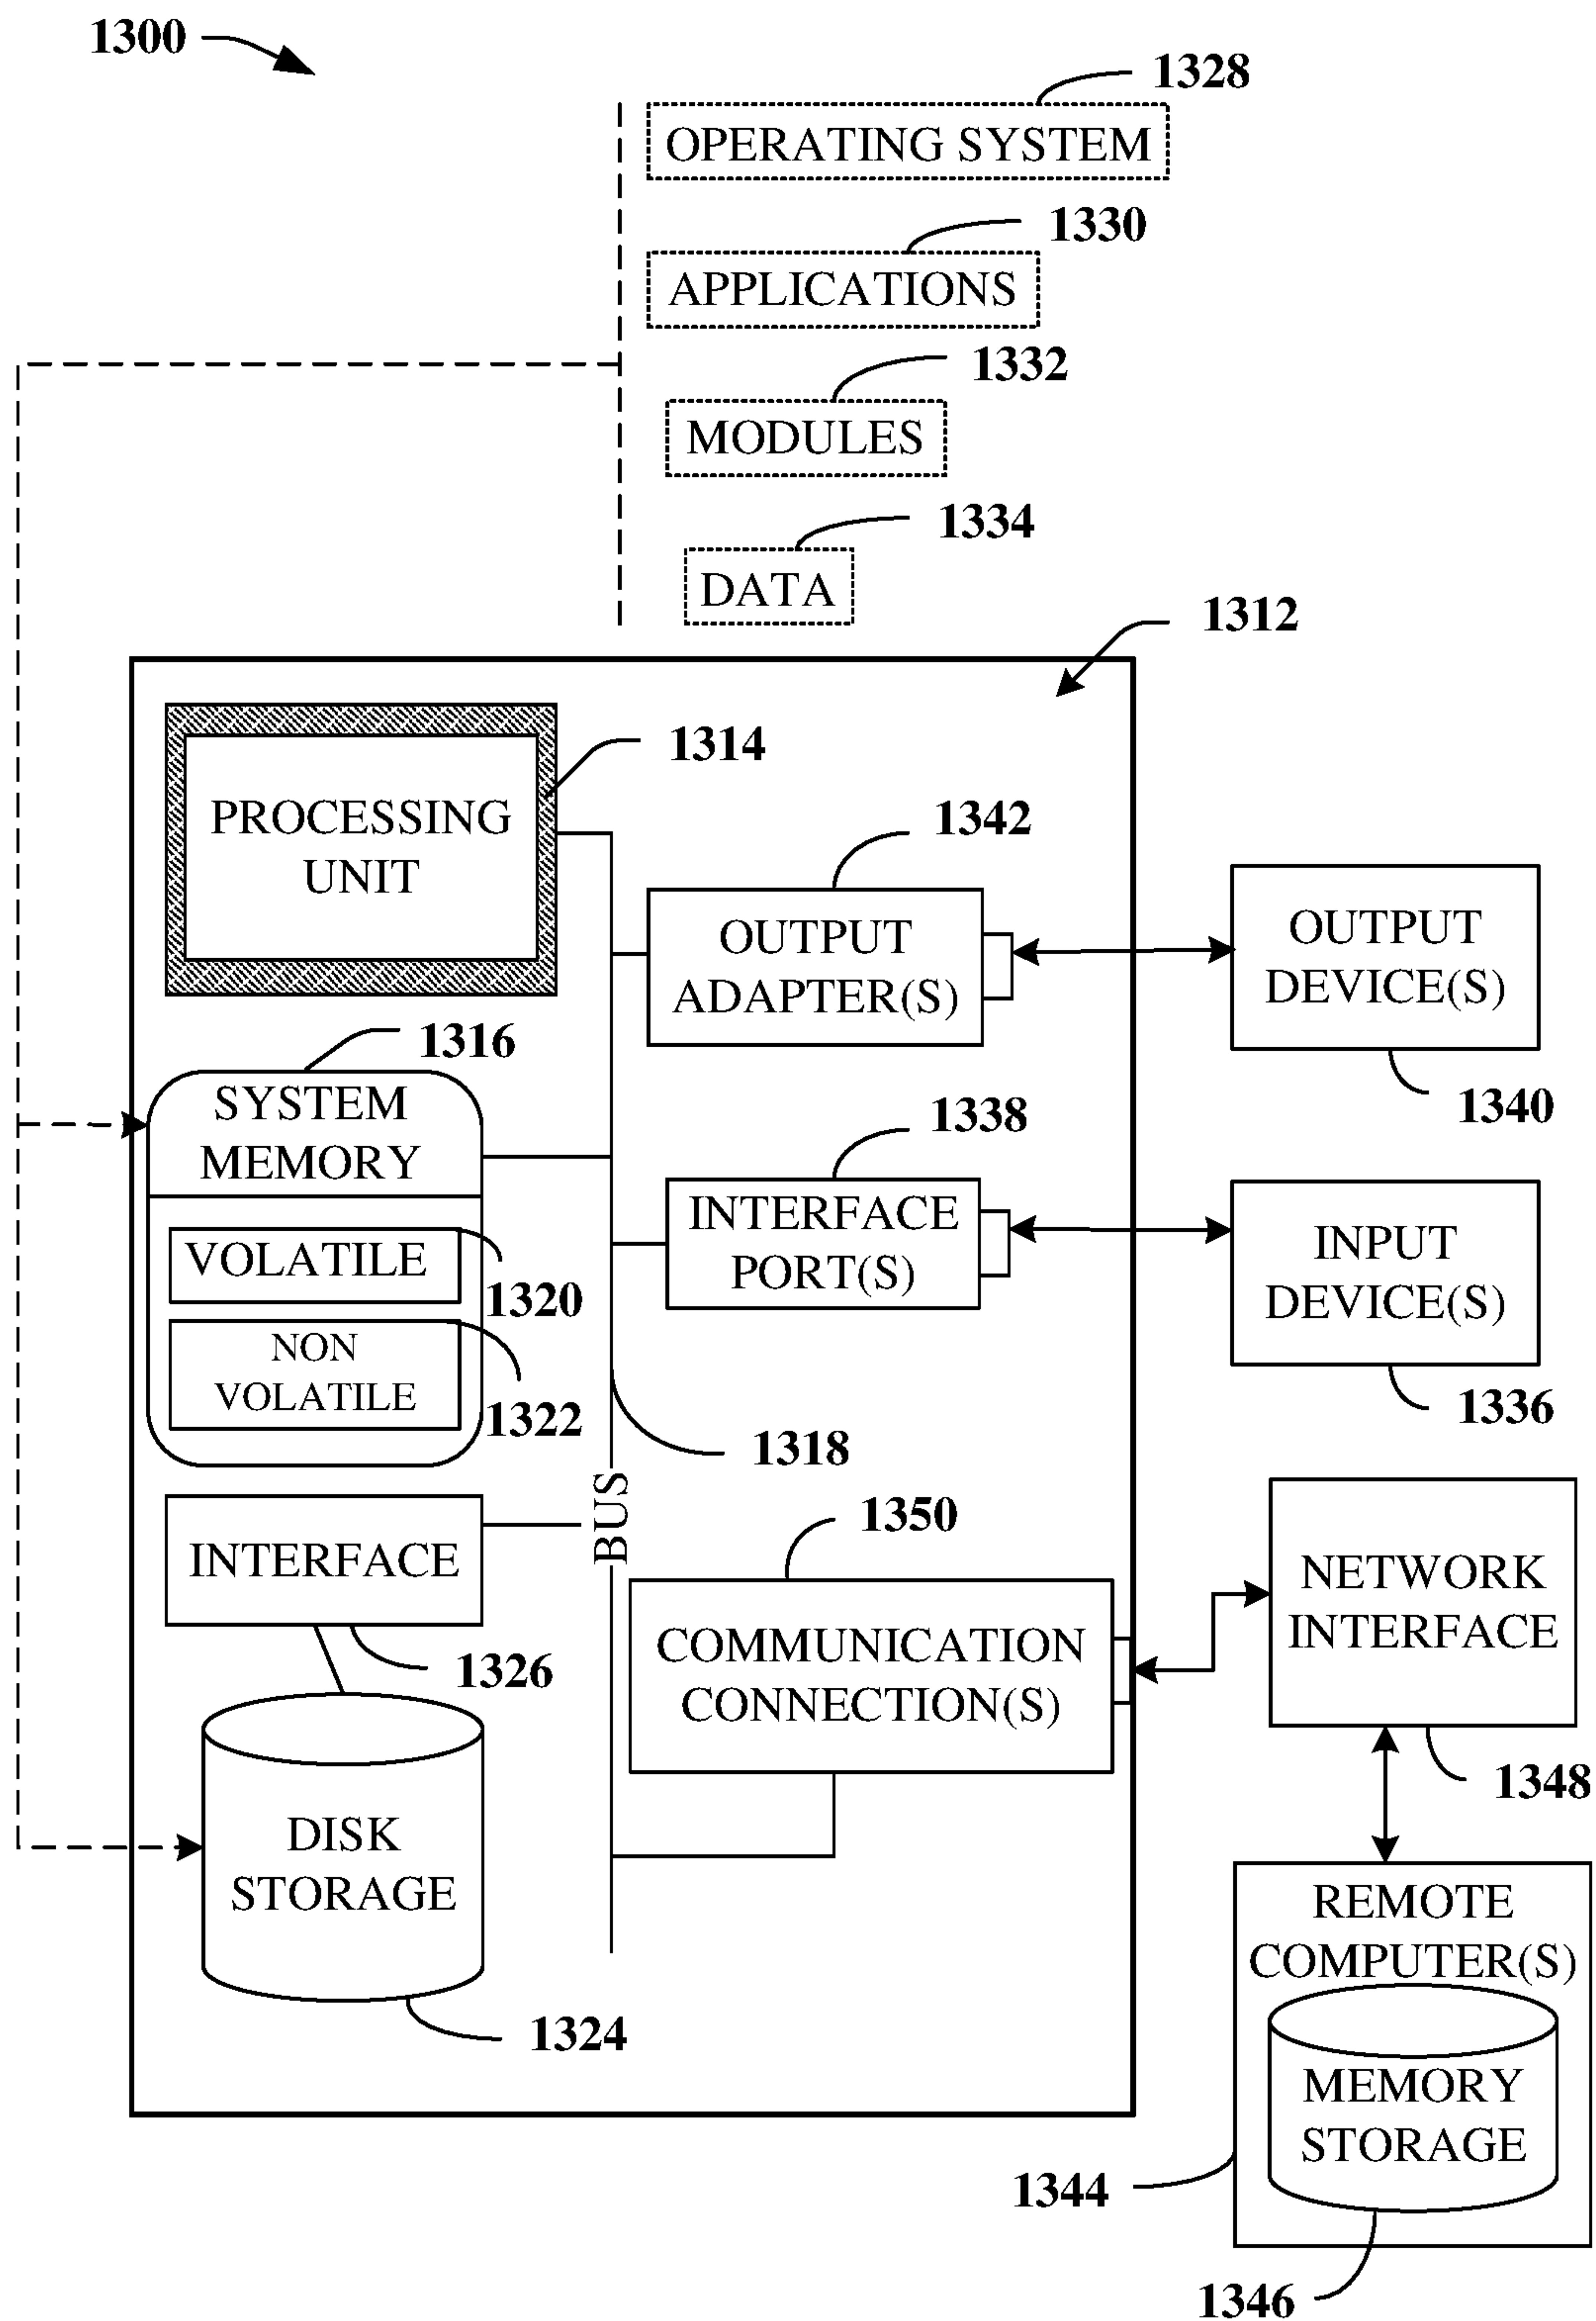 1300
1328
OPERATING SYSTEM
1330
APPLICATIONS
1332
MODULES
1334
DATA
1312
1314
PROCESSING
UNIT
1342
OUTPUT
ADAPTER(S)
OUTPUT
DEVICE(S)
1340
1316
SYSTEM
MEMORY
1338
INTERFACE
PORT(S)
INPUT
DEVICE(S)
1336
VOLATILE
1320
NON
VOLATILE
1322
1318
BUS
INTERFACE
1326
1350
COMMUNICATION
CONNECTION(S)
NETWORK
INTERFACE
1348
DISK
STORAGE
1324
REMOTE
COMPUTER(S)
MEMORY
STORAGE
1344
1346